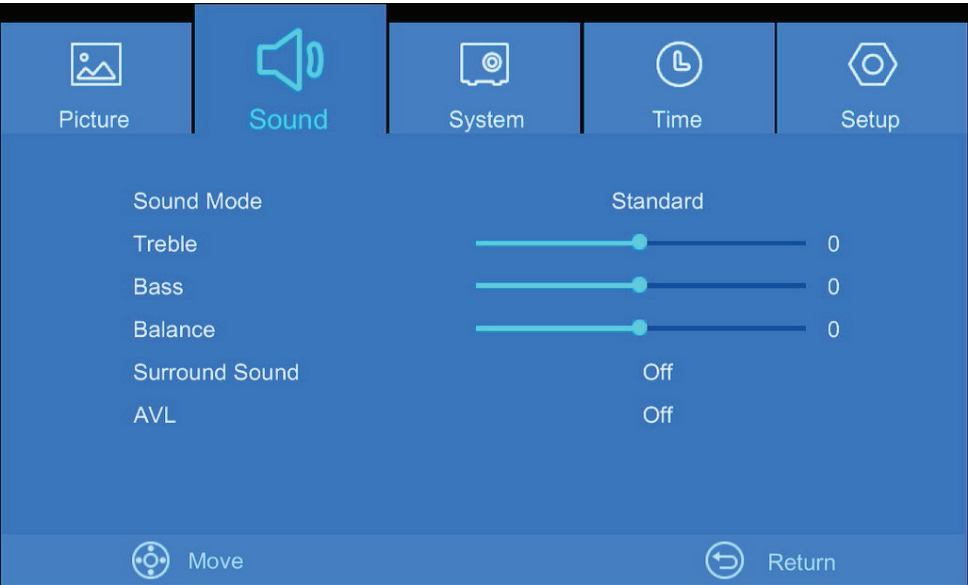 Picture Sound System Time Setup
Sound Mode Standard
Treble 0
Bass 0
Balance 0
Surround Sound Off
AVL Off
Move Return